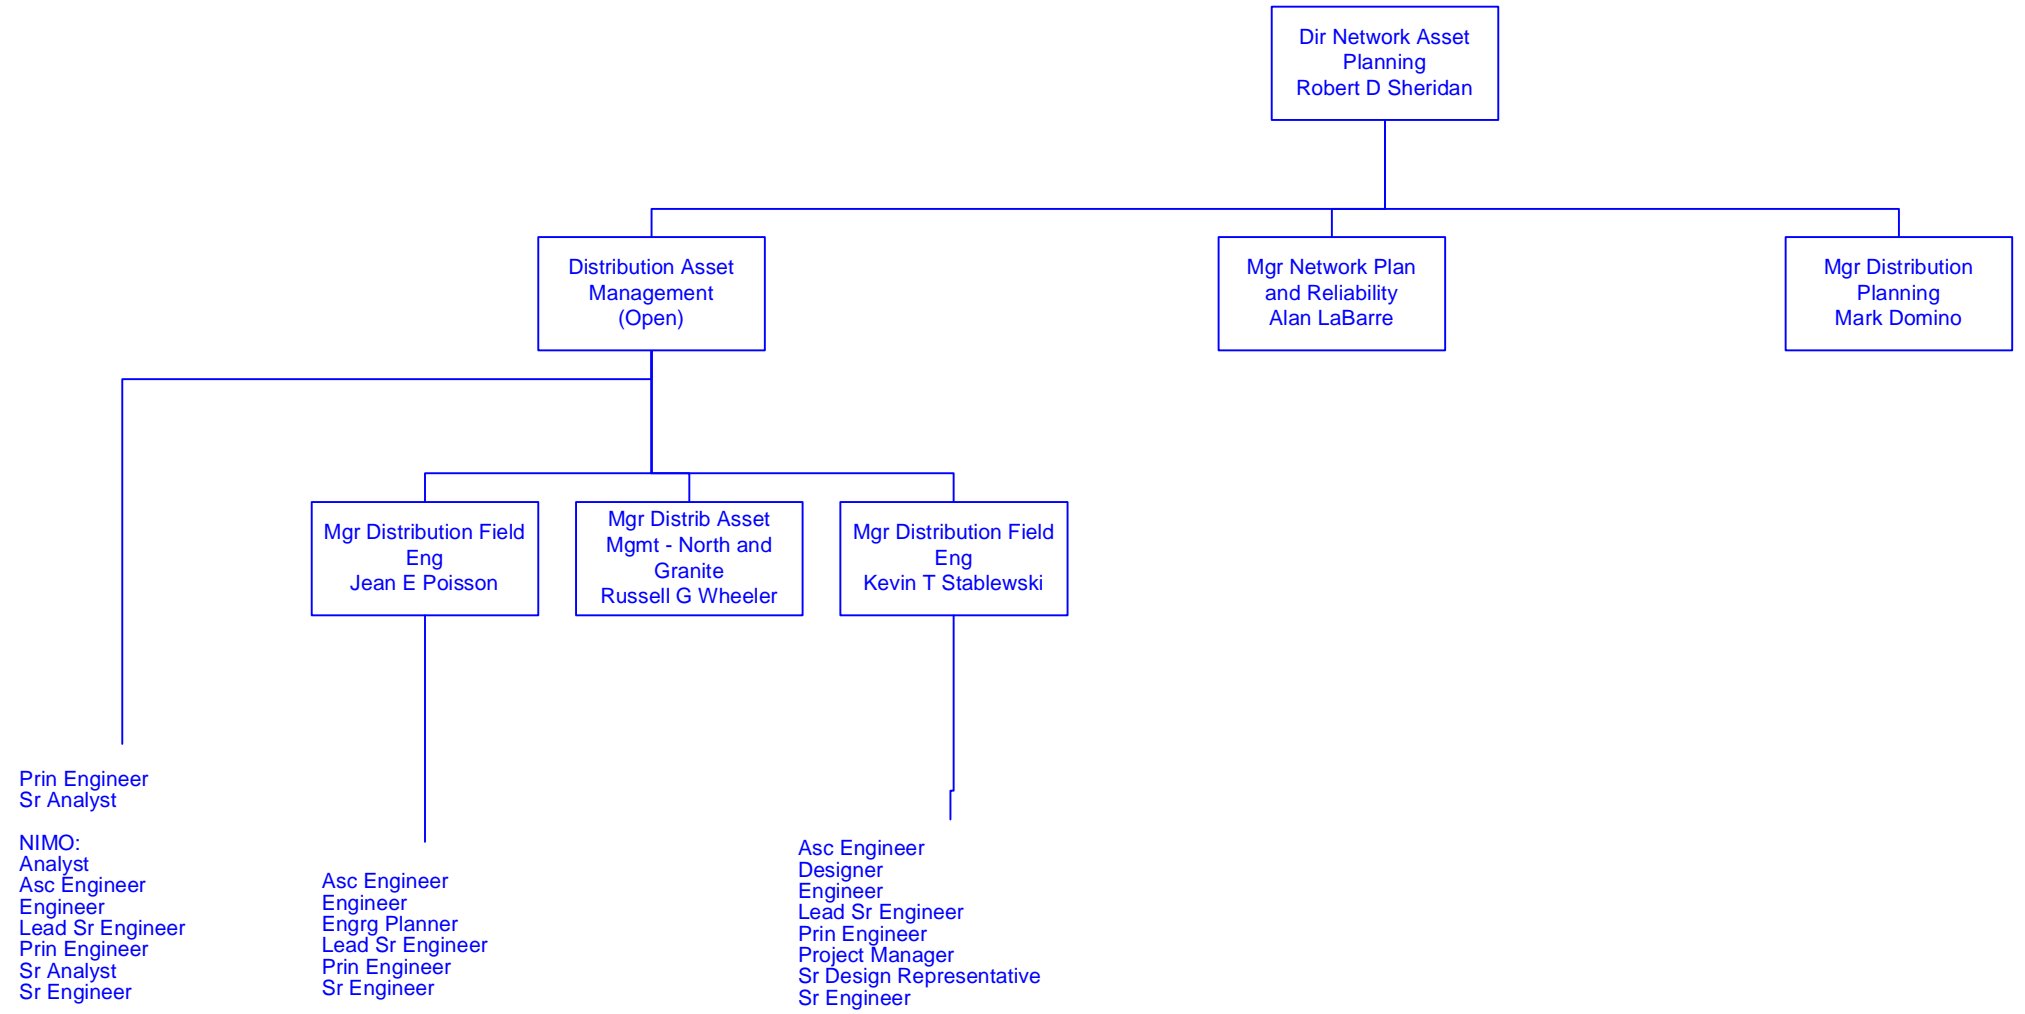 Dir Network Asset
Planning
Robert D Sheridan
Distribution Asset
Management
(Open)
Mgr Network Plan
and Reliability
Alan LaBarre
Mgr Distribution
Planning
Mark Domino
Mgr Distribution Field
Eng
Jean E Poisson
Mgr Distrib Asset
Mgmt - North and
Granite
Russell G Wheeler
Mgr Distribution Field
Eng
Kevin T Stablewski
Prin Engineer
Sr Analyst
NIMO:
Analyst
Asc Engineer
Engineer
Lead Sr Engineer
Prin Engineer
Sr Analyst
Sr Engineer
Asc Engineer
Engineer
Engrg Planner
Lead Sr Engineer
Prin Engineer
Sr Engineer
Asc Engineer
Designer
Engineer
Lead Sr Engineer
Prin Engineer
Project Manager
Sr Design Representative
Sr Engineer